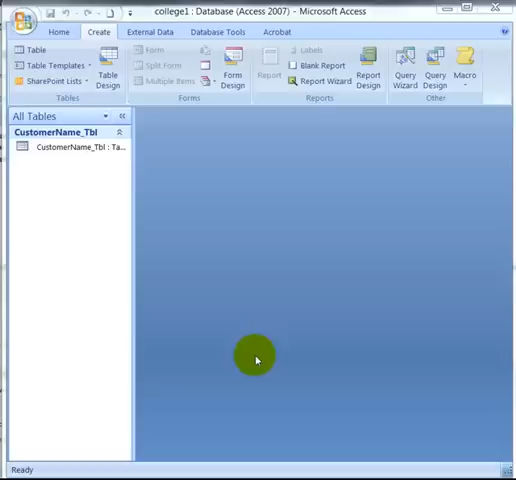 college1 : Database (Access 2007) - Microsoft Access
Home Create External Data Database Tools Acrobat
Table
Table Templates
SharePoint Lists
Table Design
Tables
Form
Split Form
Multiple Items
Form Design
Forms
Report
Labels
Blank Report
Report Wizard
Report Design
Reports
Query Wizard
Query Design
Macro
Other
All Tables
CustomerName_Tbl
CustomerName_Tbl : Ta...
Ready